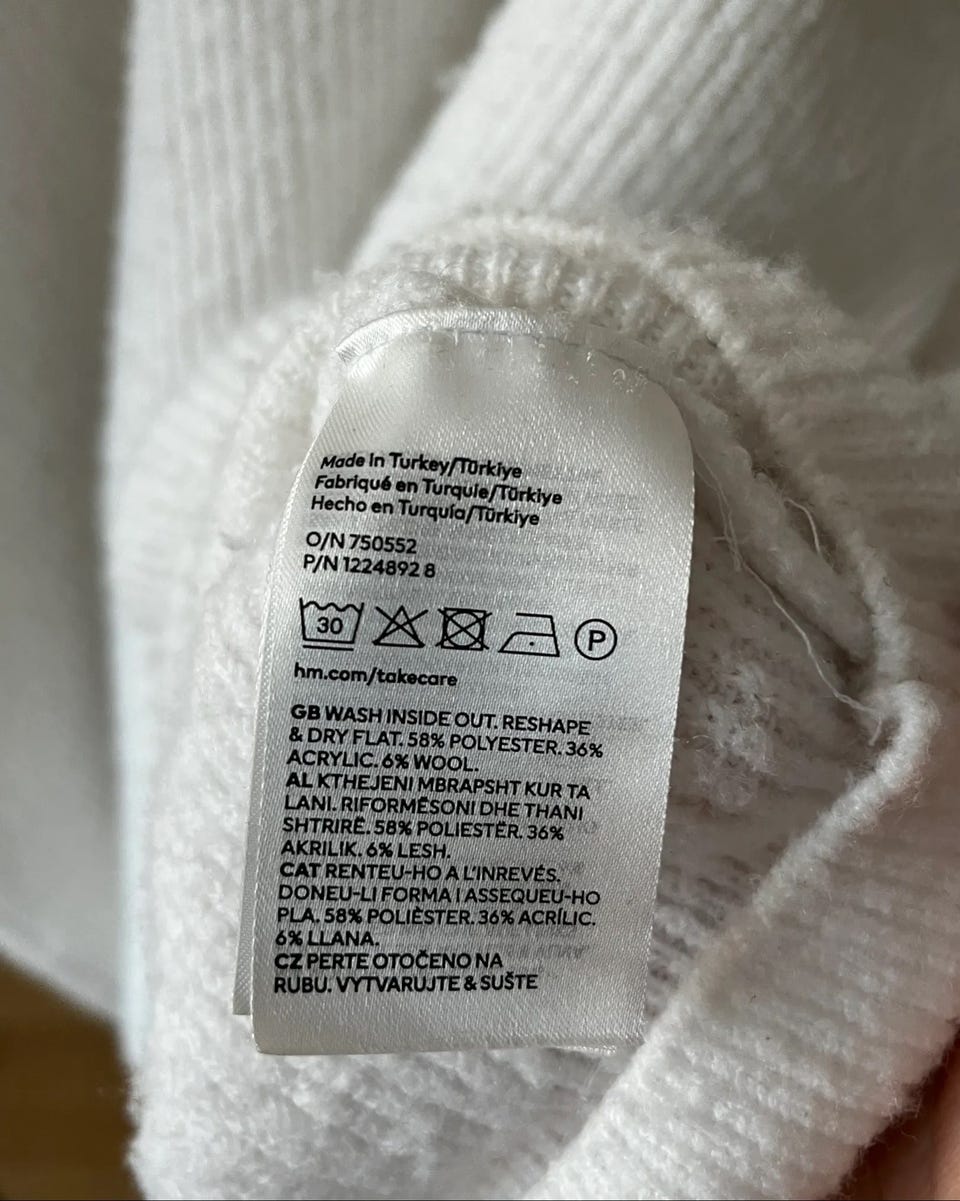 Made in Turkey/Türkiye
Fabriqué en Turquie/Türkiye
Hecho en Turquía/Türkiye
O/N 750552
P/N 1224892 8
30 P
hm.com/takecare
GB WASH INSIDE OUT. RESHAPE
& DRY FLAT. 58% POLYESTER. 36%
ACRYLIC. 6% WOOL.
AL KTHEJENI MBRAPSHT KUR TA
LANI. RIFORMËSONI DHE THANI
SHTRIRË. 58% POLIESTËR. 36%
AKRILIK. 6% LESH.
CAT RENTEU-HO A L'INREVÉS.
DONEU-LI FORMA I ASSEQUEU-HO
PLA. 58% POLIÈSTER. 36% ACRÍLIC.
6% LLANA.
CZ PERTE OTOČENO NA
RUBU. VYTVARUJTE & SUŠTE